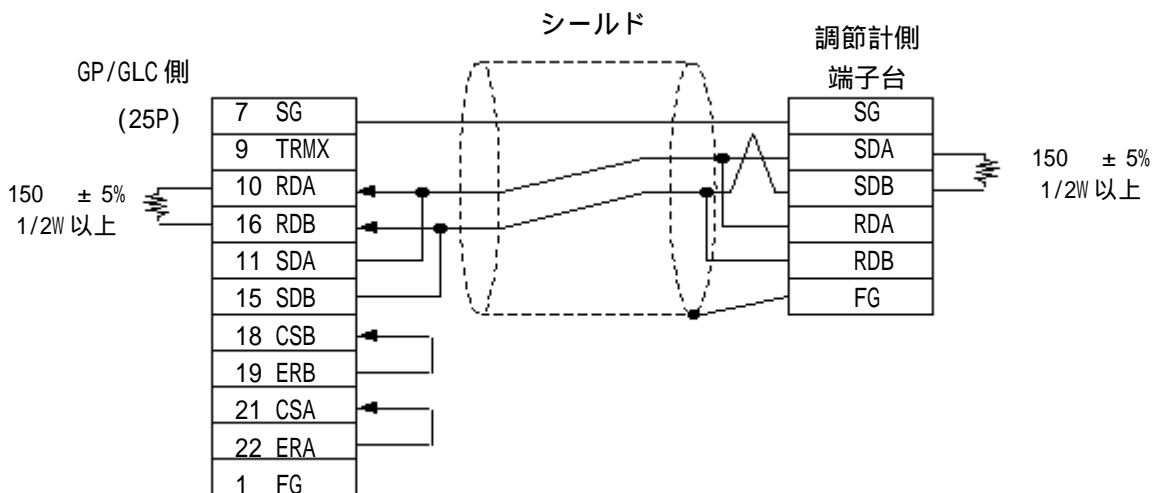 シールド
GP/GLC 側
(25P)
7 SG
9 TRMX
10 RDA
16 RDB
11 SDA
15 SDB
18 CSB
19 ERB
21 CSA
22 ERA
1 FG
150 ± 5%
1/2W 以上
調節計側
端子台
SG
SDA
SDB
RDA
RDB
FG
150 ± 5%
1/2W 以上